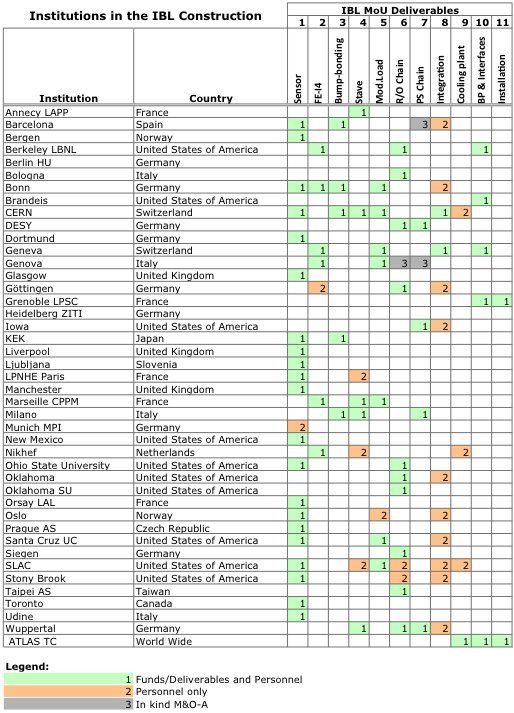 Institutions in the IBL Construction
IBL MoU Deliverables
1 2 3 4 5 6 7 8 9 10 11
Institution Country Sensor FE-I4 Bump-bonding Stave Mod.Load R/O Chain PS Chain Integration Cooling plant BP & Interfaces Installation
Annecy LAPP France 1
Barcelona Spain 1 1 3 2
Bergen Norway 1
Berkeley LBNL United States of America 1 1 1
Berlin HU Germany
Bologna Italy 1
Bonn Germany 1 1 1 1 2
Brandeis United States of America 1
CERN Switzerland 1 1 1 1 1 2
DESY Germany 1 1
Dortmund Germany 1
Geneva Switzerland 1 1 1 1
Genova Italy 1 1 3 3
Glasgow United Kingdom 1
Göttingen Germany 2 1 2
Grenoble LPSC France 1 1
Heidelberg ZITI Germany
Iowa United States of America 1 2
KEK Japan 1 1
Liverpool United Kingdom 1
Ljubljana Slovenia 1
LPNHE Paris France 1 2
Manchester United Kingdom 1
Marseille CPPM France 1 1 1
Milano Italy 1 1 1
Munich MPI Germany 2
New Mexico United States of America 1
Nikhef Netherlands 1 2 2
Ohio State University United States of America 1 1
Oklahoma United States of America 1 2
Oklahoma SU United States of America 1
Orsay LAL France 1
Oslo Norway 1 2 2
Prague AS Czech Republic 1
Santa Cruz UC United States of America 1 1 2
Siegen Germany 1
SLAC United States of America 1 2 1 2 2 2
Stony Brook United States of America 1 2 2
Taipei AS Taiwan 1
Toronto Canada 1
Udine Italy 1
Wuppertal Germany 1 1 1 2
ATLAS TC World Wide 1 1 1
Legend:
1 Funds/Deliverables and Personnel
2 Personnel only
3 In kind M&O-A